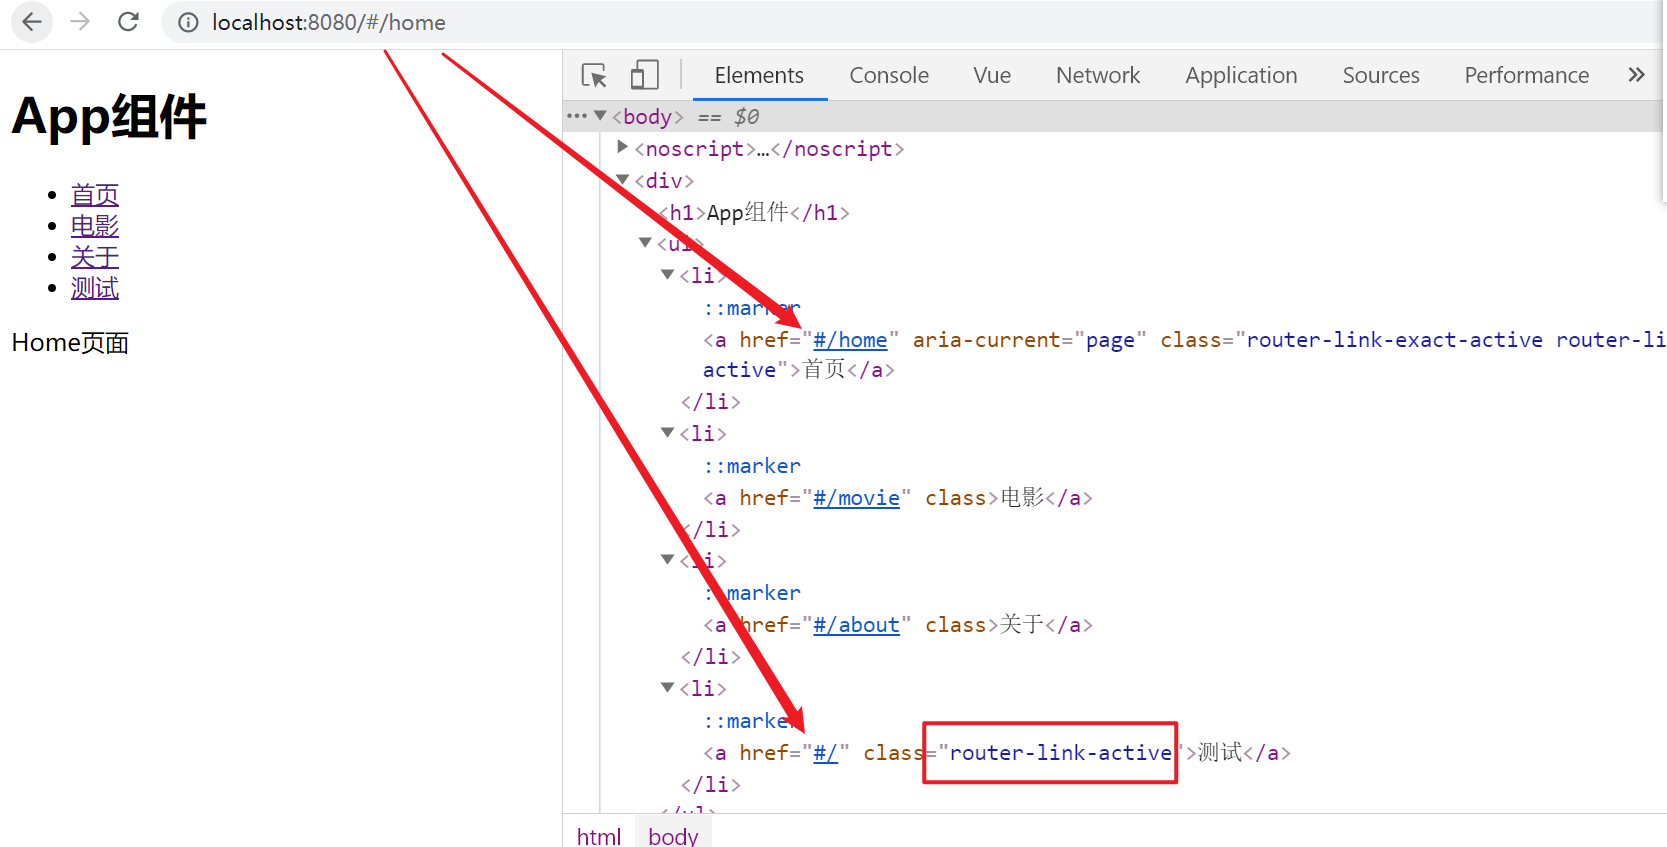 localhost:8080/#/home
App组件
首页
电影
关于
测试
Home页面
Elements Console Vue Network Application Sources Performance »
<body> == $0
<noscript>…</noscript>
<div>
<h1>App组件</h1>
<ul>
<li>
::marker
<a href="#/home" aria-current="page" class="router-link-exact-active router-li
active">首页</a>
</li>
<li>
::marker
<a href="#/movie" class>电影</a>
</li>
<li>
::marker
<a href="#/about" class>关于</a>
</li>
<li>
::marker
<a href="#/" class="router-link-active">测试</a>
</li>
</ul>
html body